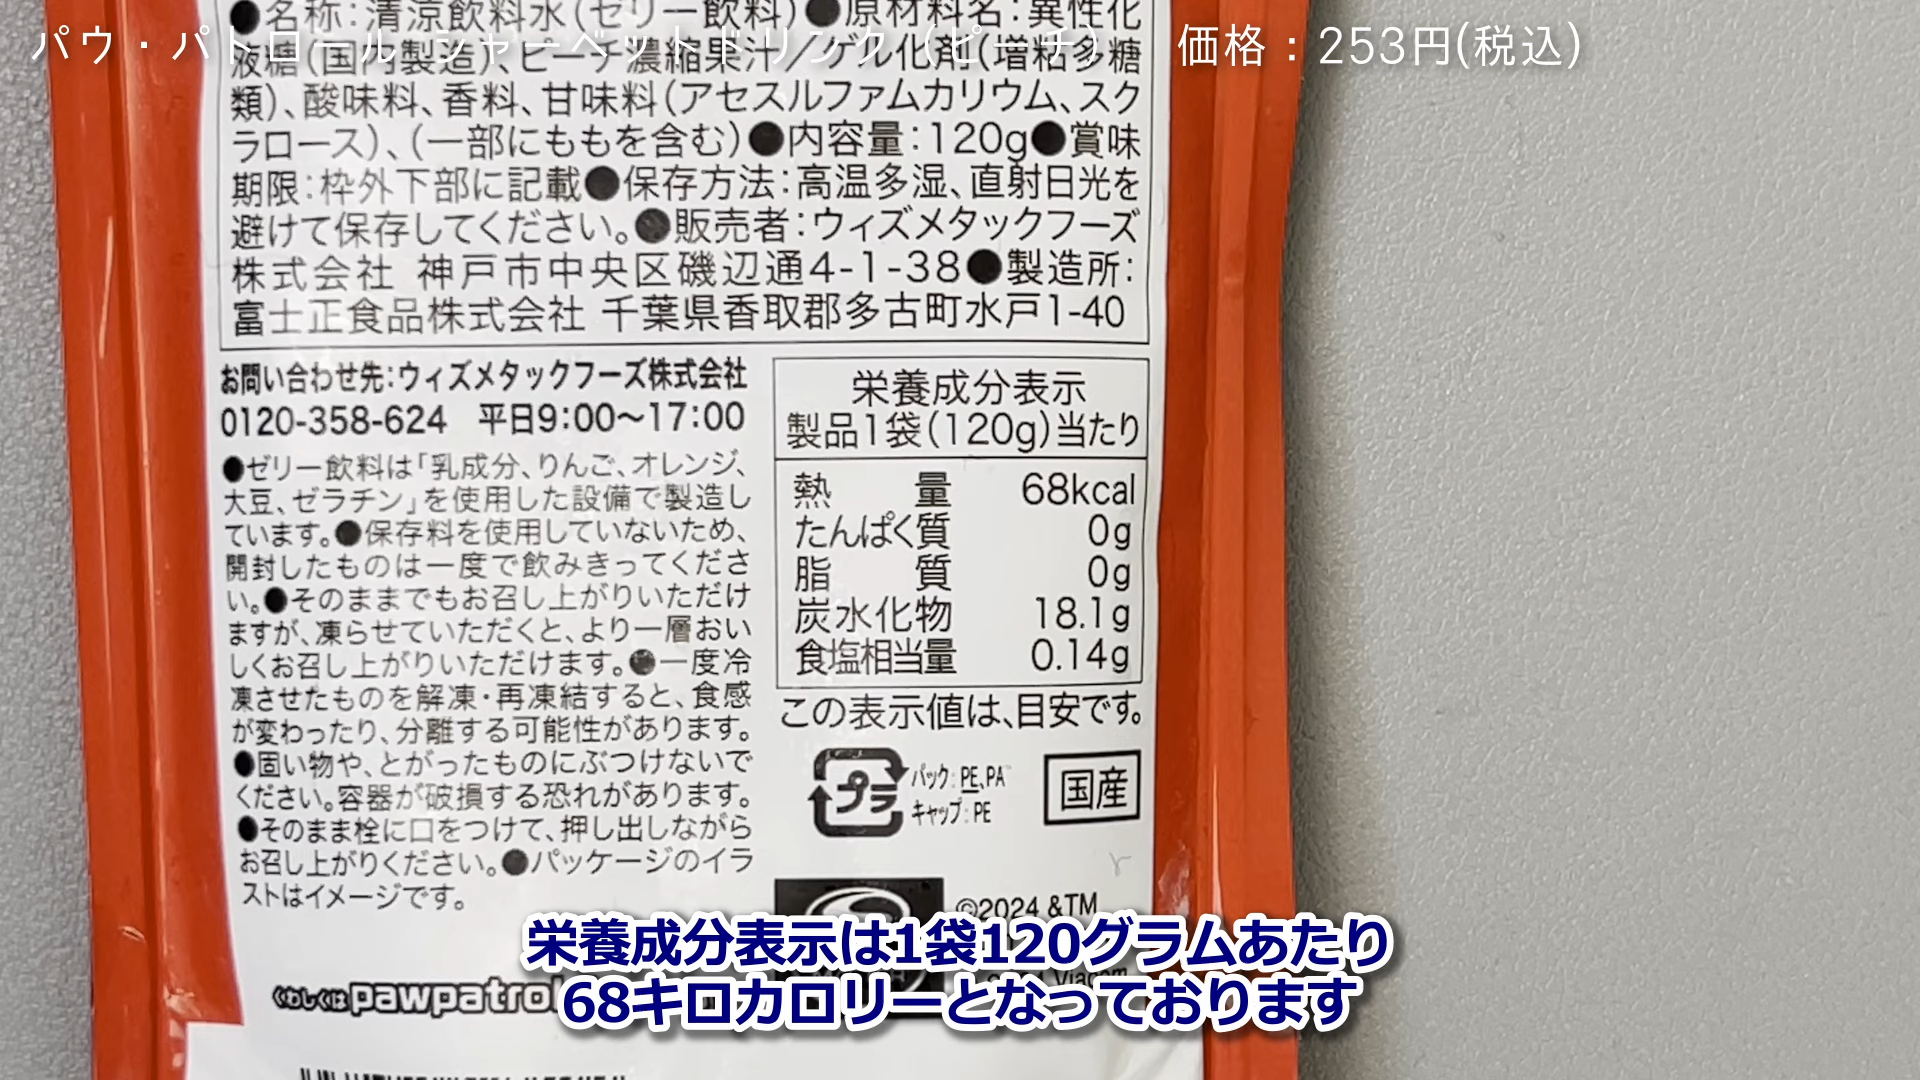 パウ・パトロール シャーベットドリンク (ピーチ) 価格：253円(税込)
●名称：清涼飲料水(ゼリー飲料)●原材料名：異性化
液糖(国内製造)、ピーチ濃縮果汁／ゲル化剤(増粘多糖
類)、酸味料、香料、甘味料(アセスルファムカリウム、スク
ラロース)、(一部にももを含む)●内容量：120g●賞味
期限：枠外下部に記載●保存方法：高温多湿、直射日光を
避けて保存してください。●販売者：ウィズメタックフーズ
株式会社 神戸市中央区磯辺通4-1-38●製造所：
富士正食品株式会社 千葉県香取郡多古町水戸1-40
お問い合わせ先：ウィズメタックフーズ株式会社
0120-358-624 平日9：00〜17：00
●ゼリー飲料は「乳成分、りんご、オレンジ、
大豆、ゼラチン」を使用した設備で製造し
ています。●保存料を使用していないため、
開封したものは一度で飲みきってくださ
い。●そのままでもお召し上がりいただけ
ますが、凍らせていただくと、より一層おい
しくお召し上がりいただけます。●一度冷
凍させたものを解凍・再凍結すると、食感
が変わったり、分離する可能性があります。
●固い物や、とがったものにぶつけないで
ください。容器が破損する恐れがあります。
●そのまま栓に口をつけて、押し出しながら
お召し上がりください。●パッケージのイラ
ストはイメージです。
栄養成分表示
製品1袋(120g)当たり
熱量 68kcal
たんぱく質 0g
脂質 0g
炭水化物 18.1g
食塩相当量 0.14g
この表示値は、目安です。
プラ
パック：PE,PA
キャップ：PE
国産
©2024 &TM
Viacom
くわしくは pawpatrol
栄養成分表示は1袋120グラムあたり
68キロカロリーとなっております